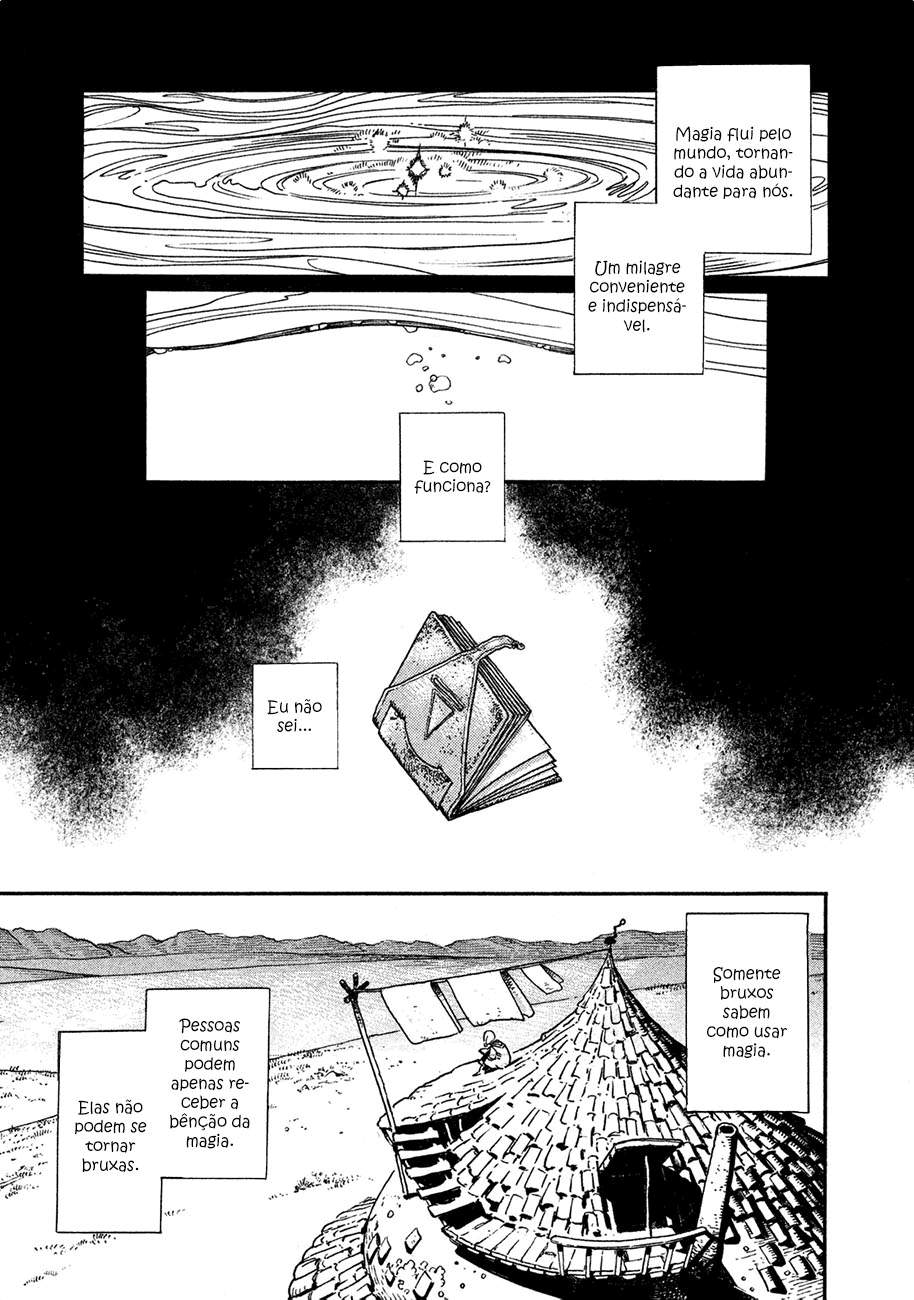 Magia flui pelo
mundo, tornan-
do a vida abun-
dante para nós.
Um milagre
conveniente
e indispensá-
vel.
E como
funciona?
Eu não
sei...
Somente
bruxos
sabem
como usar
magia.
Pessoas
comuns
podem
apenas rece-
ber a
bênção da
magia.
Elas não
podem se
tornar
bruxas.